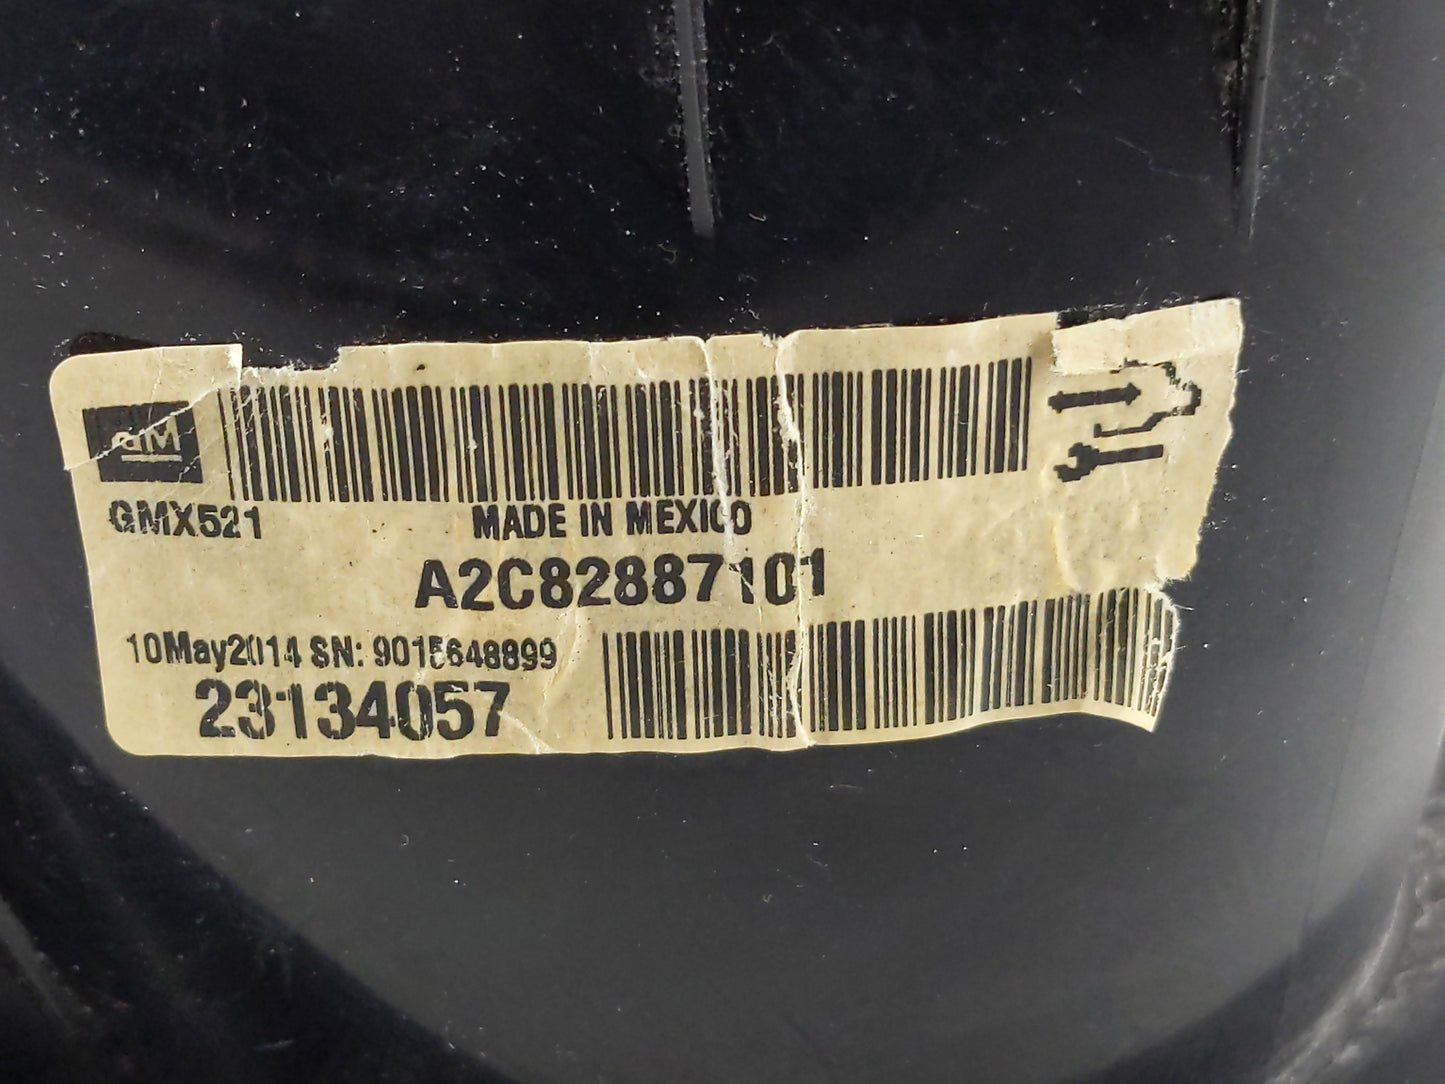 GM
GMX521
MADE IN MEXICO
A2C82887101
10May2014 SN: 9015648899
23134057